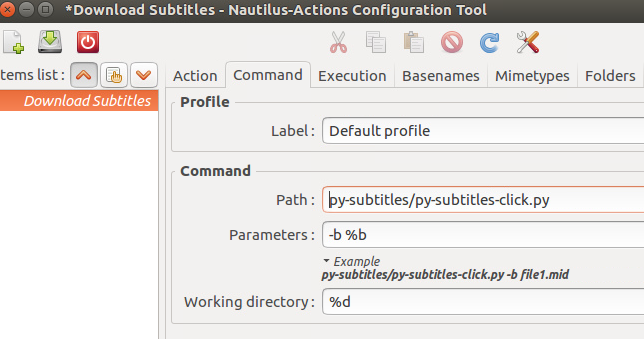 *Download Subtitles - Nautilus-Actions Configuration Tool
tems list :
Action Command Execution Basenames Mimetypes Folders
Download Subtitles
Profile
Label : Default profile
Command
Path : py-subtitles/py-subtitles-click.py
Parameters : -b %b
Example
py-subtitles/py-subtitles-click.py -b file1.mid
Working directory : %d